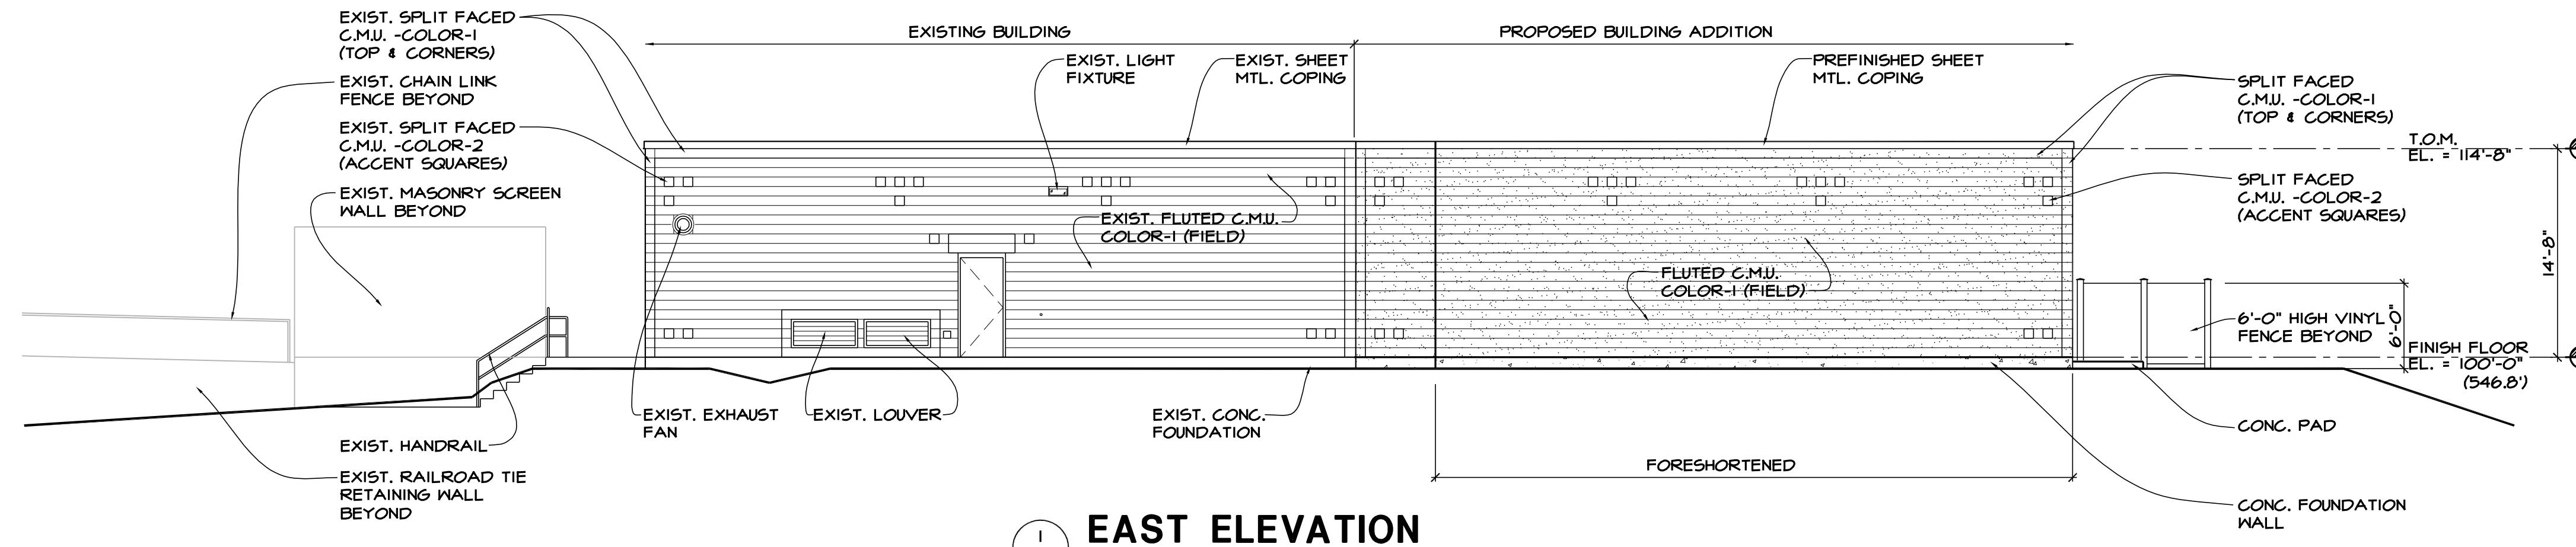 EXIST. SPLIT FACED
C.M.U. -COLOR-1
(TOP & CORNERS)
EXIST. CHAIN LINK
FENCE BEYOND
EXIST. SPLIT FACED
C.M.U. -COLOR-2
(ACCENT SQUARES)
EXIST. MASONRY SCREEN
WALL BEYOND
EXISTING BUILDING
PROPOSED BUILDING ADDITION
EXIST. LIGHT
FIXTURE
EXIST. SHEET
MTL. COPING
PREFINISHED SHEET
MTL. COPING
SPLIT FACED
C.M.U. -COLOR-1
(TOP & CORNERS)
T.O.M.
EL. = 114'-8"
SPLIT FACED
C.M.U. -COLOR-2
(ACCENT SQUARES)
EXIST. FLUTED C.M.U.
COLOR-1 (FIELD)
FLUTED C.M.U.
COLOR-1 (FIELD)
14'-8"
6'-0" HIGH VINYL
FENCE BEYOND
6'-0"
FINISH FLOOR
EL. = 100'-0"
(546.8')
EXIST. EXHAUST
FAN
EXIST. LOUVER
EXIST. CONC.
FOUNDATION
CONC. PAD
EXIST. HANDRAIL
EXIST. RAILROAD TIE
RETAINING WALL
BEYOND
FORESHORTENED
CONC. FOUNDATION
WALL
1
EAST ELEVATION